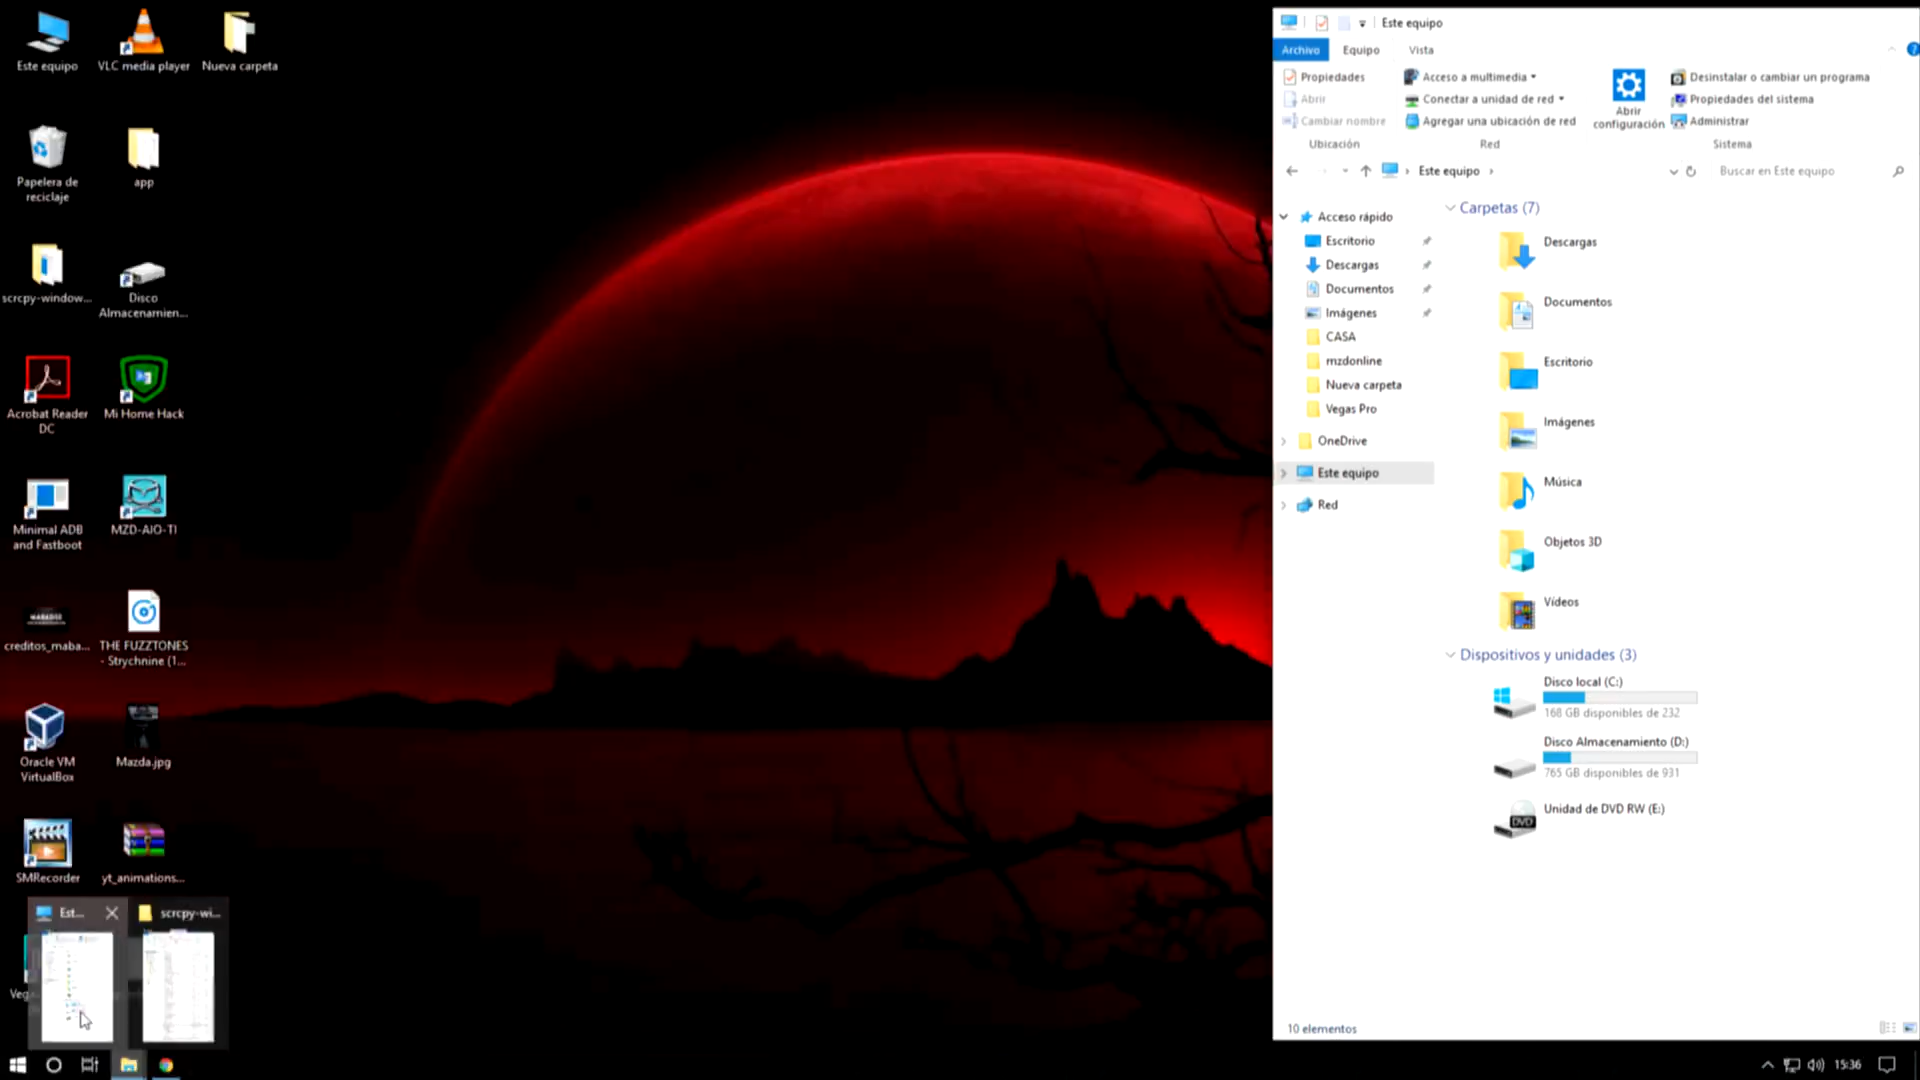 Este equipo
VLC media player
Nueva carpeta
Papelera de
reciclaje
app
scrcpy-window...
Disco
Almacenamien...
Acrobat Reader
DC
Mi Home Hack
Minimal ADB
and Fastboot
MZD-AIO-TI
creditos_maba...
THE FUZZTONES
- Strychnine (1...
Oracle VM
VirtualBox
Mazda.jpg
SMRecorder
yt_animations...
Est...
scrcpy-wi...
Veg
Este equipo
Archivo
Equipo
Vista
Propiedades
Abrir
Cambiar nombre
Ubicación
Acceso a multimedia
Conectar a unidad de red
Agregar una ubicación de red
Red
Abrir
configuración
Desinstalar o cambiar un programa
Propiedades del sistema
Administrar
Sistema
Este equipo
Buscar en Este equipo
Acceso rápido
Escritorio
Descargas
Documentos
Imágenes
CASA
mzdonline
Nueva carpeta
Vegas Pro
OneDrive
Este equipo
Red
Carpetas (7)
Descargas
Documentos
Escritorio
Imágenes
Música
Objetos 3D
Vídeos
Dispositivos y unidades (3)
Disco local (C:)
168 GB disponibles de 232
Disco Almacenamiento (D:)
765 GB disponibles de 931
DVD
Unidad de DVD RW (E:)
10 elementos
15:36